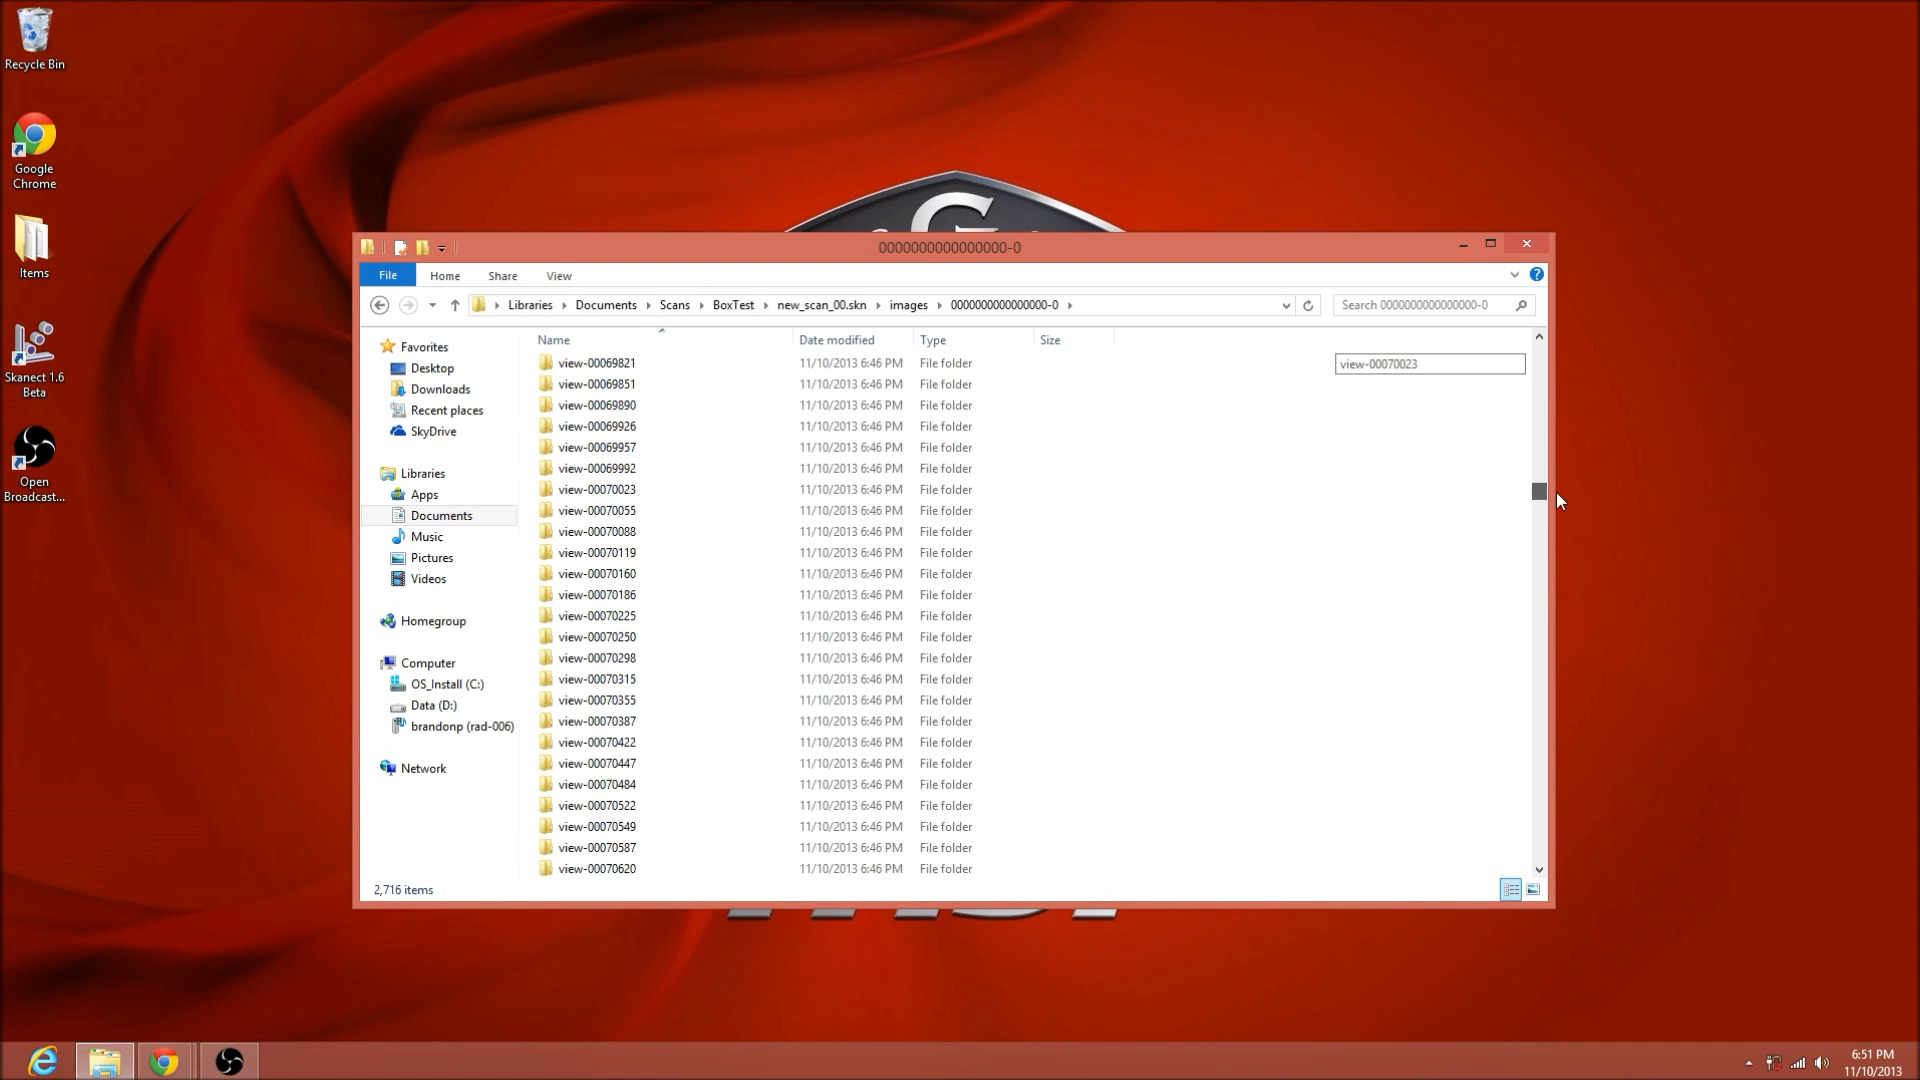 Recycle Bin
Google
Chrome
Items
Skanect 1.6
Beta
Open
Broadcast...
0000000000000000-0
File
Home
Share
View
Libraries
Documents
Scans
BoxTest
new_scan_00.skn
images
0000000000000000-0
Search 0000000000000000-0
Favorites
Desktop
Downloads
Recent places
SkyDrive
Libraries
Apps
Documents
Music
Pictures
Videos
Homegroup
Computer
OS_Install (C:)
Data (D:)
brandonp (rad-006)
Network
Name Date modified Type Size
view-00069821 11/10/2013 6:46 PM File folder
view-00069851 11/10/2013 6:46 PM File folder
view-00069890 11/10/2013 6:46 PM File folder
view-00069926 11/10/2013 6:46 PM File folder
view-00069957 11/10/2013 6:46 PM File folder
view-00069992 11/10/2013 6:46 PM File folder
view-00070023 11/10/2013 6:46 PM File folder
view-00070055 11/10/2013 6:46 PM File folder
view-00070088 11/10/2013 6:46 PM File folder
view-00070119 11/10/2013 6:46 PM File folder
view-00070160 11/10/2013 6:46 PM File folder
view-00070186 11/10/2013 6:46 PM File folder
view-00070225 11/10/2013 6:46 PM File folder
view-00070250 11/10/2013 6:46 PM File folder
view-00070298 11/10/2013 6:46 PM File folder
view-00070315 11/10/2013 6:46 PM File folder
view-00070355 11/10/2013 6:46 PM File folder
view-00070387 11/10/2013 6:46 PM File folder
view-00070422 11/10/2013 6:46 PM File folder
view-00070447 11/10/2013 6:46 PM File folder
view-00070484 11/10/2013 6:46 PM File folder
view-00070522 11/10/2013 6:46 PM File folder
view-00070549 11/10/2013 6:46 PM File folder
view-00070587 11/10/2013 6:46 PM File folder
view-00070620 11/10/2013 6:46 PM File folder
view-00070023
2,716 items
6:51 PM
11/10/2013